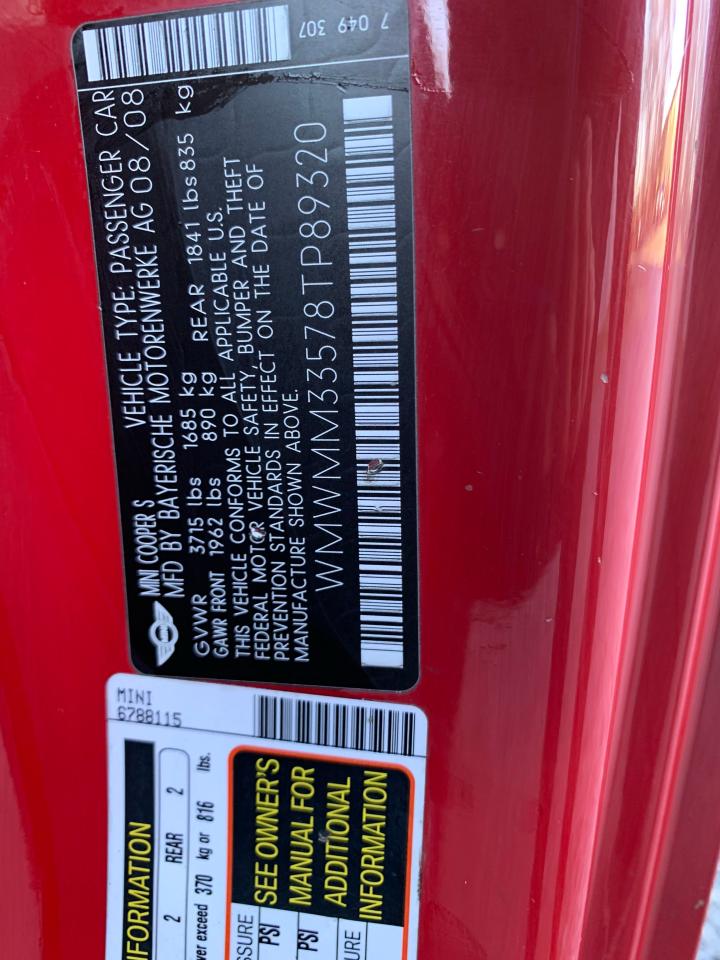 7 049 307
MINI COOPER S VEHICLE TYPE: PASSENGER CAR
MFD BY BAYERISCHE MOTORENWERKE AG 08/08
GVWR 3715 lbs 1685 kg
GAWR FRONT 1962 lbs 890 kg REAR 1841 lbs 835 kg
THIS VEHICLE CONFORMS TO ALL APPLICABLE U.S.
FEDERAL MOTOR VEHICLE SAFETY, BUMPER AND THEFT
PREVENTION STANDARDS IN EFFECT ON THE DATE OF
MANUFACTURE SHOWN ABOVE.
WMWMM33578TP89320
MINI
6788115
INFORMATION
2 REAR 2
exceed 370 kg or 816 lbs.
SEE OWNER'S
MANUAL FOR
ADDITIONAL
INFORMATION
PSI
PSI